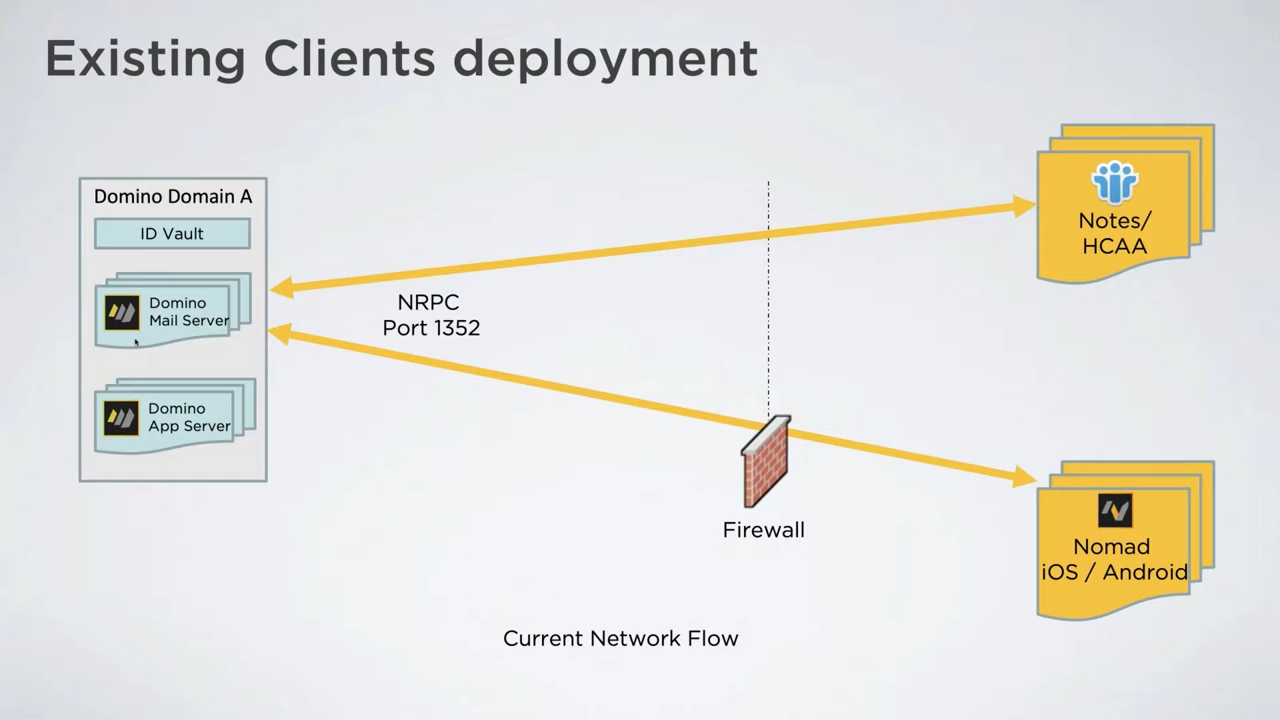 Existing Clients deployment
Domino Domain A
ID Vault
Domino
Mail Server
Domino
App Server
NRPC
Port 1352
Firewall
Notes/
HCAA
Nomad
iOS / Android
Current Network Flow